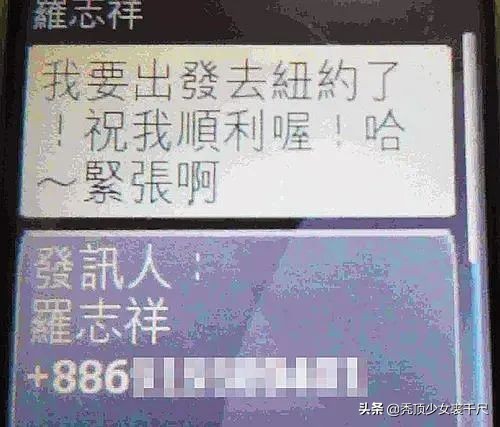 羅志祥
我要出發去紐約了
！祝我順利喔！哈
～緊張啊
發訊人：
羅志祥
+886
头条 @秃顶少女裘千尺